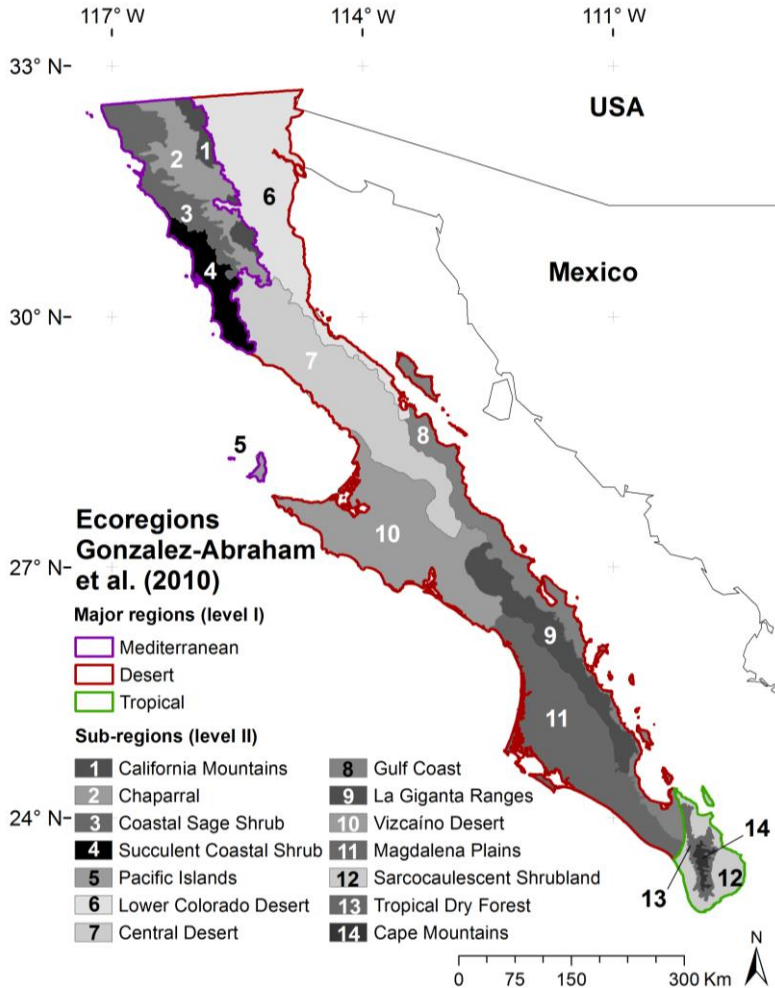 117° W
114° W
111° W
33° N
USA
1
2
6
3
Mexico
4
30° N
7
8
5
10
Ecoregions
Gonzalez-Abraham
et al. (2010)
27° N
Major regions (level I)
Mediterranean
9
Desert
Tropical
11
Sub-regions (level II)
1 California Mountains
2 Chaparral
3 Coastal Sage Shrub
4 Succulent Coastal Shrub
5 Pacific Islands
6 Lower Colorado Desert
7 Central Desert
8 Gulf Coast
9 La Giganta Ranges
10 Vizcaíno Desert
11 Magdalena Plains
12 Sarcocaulescent Shrubland
13 Tropical Dry Forest
14 Cape Mountains
24° N
14
12
13
N
0 75 150 300 Km